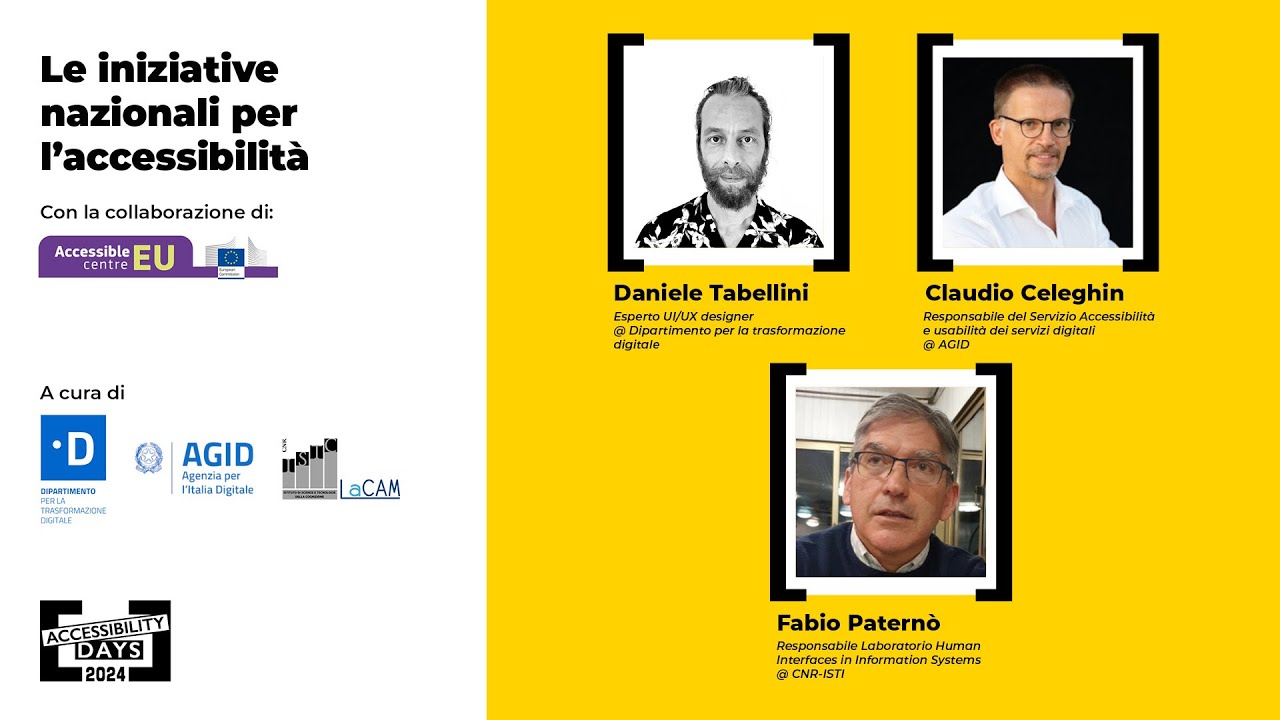 Le iniziative
nazionali per
l’accessibilità
Con la collaborazione di:
Accessible
centre EU
European
Commission
A cura di
D
DIPARTIMENTO
PER LA
TRASFORMAZIONE
DIGITALE
AGID
Agenzia per
l’Italia Digitale
CNR
ISTC
ISTITUTO DI SCIENZE E TECNOLOGIE
DELLA COGNIZIONE
LaCAM
ACCESSIBILITY
DAYS
2024
Daniele Tabellini
Esperto UI/UX designer
@ Dipartimento per la trasformazione
digitale
Claudio Celeghin
Responsabile del Servizio Accessibilità
e usabilità dei servizi digitali
@ AGID
Fabio Paternò
Responsabile Laboratorio Human
Interfaces in Information Systems
@ CNR-ISTI